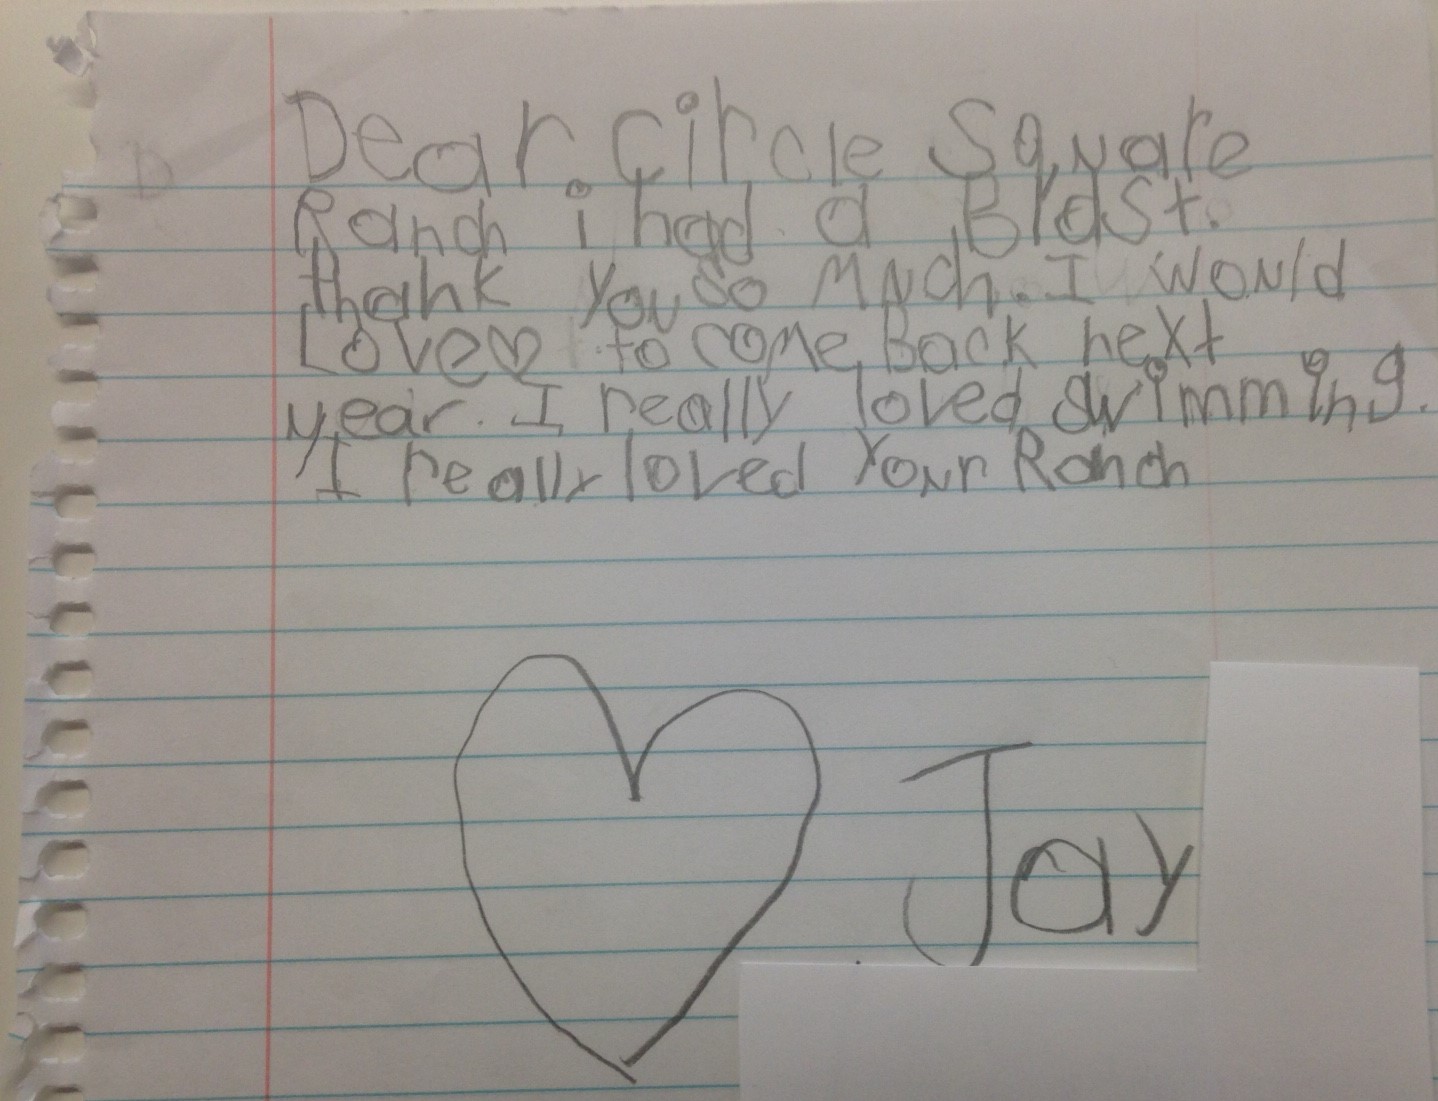 Dear. circle Square
Ranch i had a Blast.
thank you so much. I would
Love♡ to come Back next
year. I really loved swimming.
I really loved Your Ranch
Jay